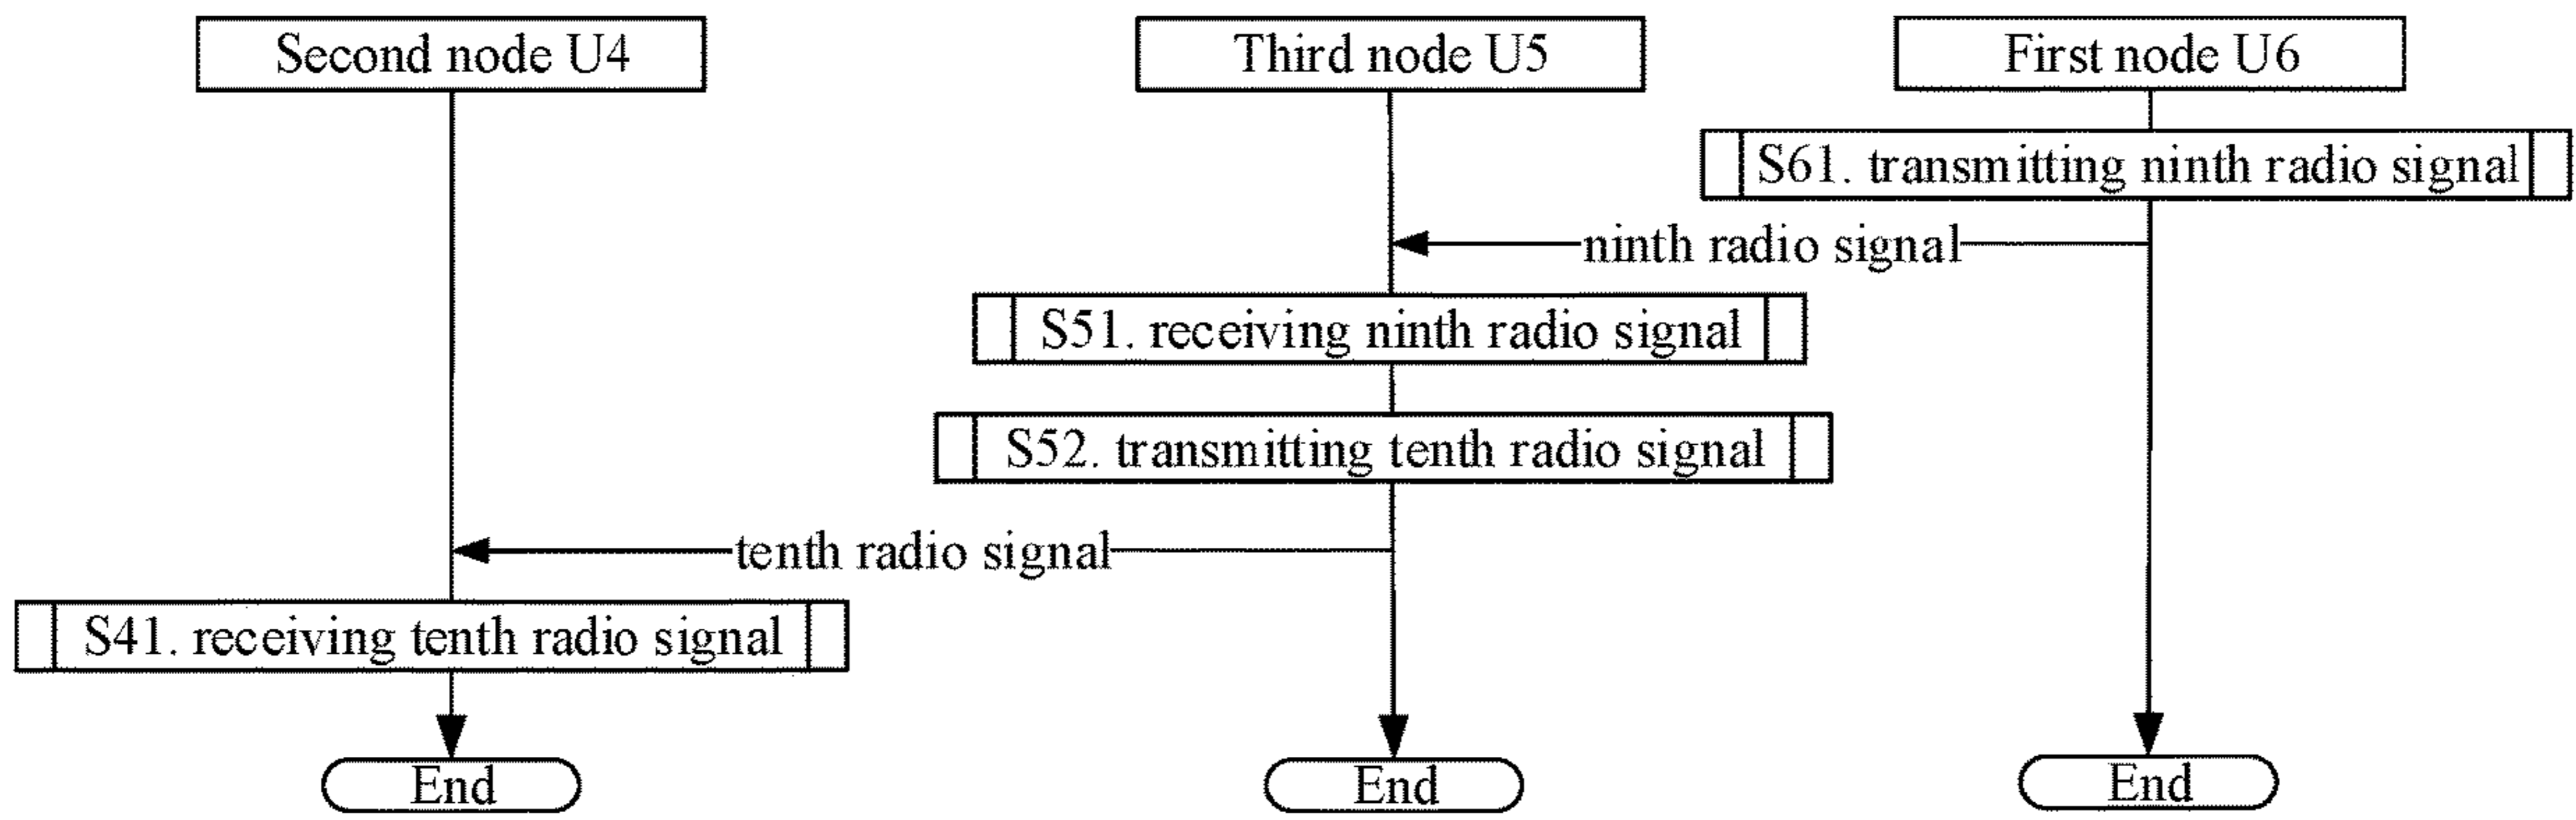 Second node U4
Third node U5
First node U6
S61. transmitting ninth radio signal
ninth radio signal
S51. receiving ninth radio signal
S52. transmitting tenth radio signal
tenth radio signal
S41. receiving tenth radio signal
End
End
End